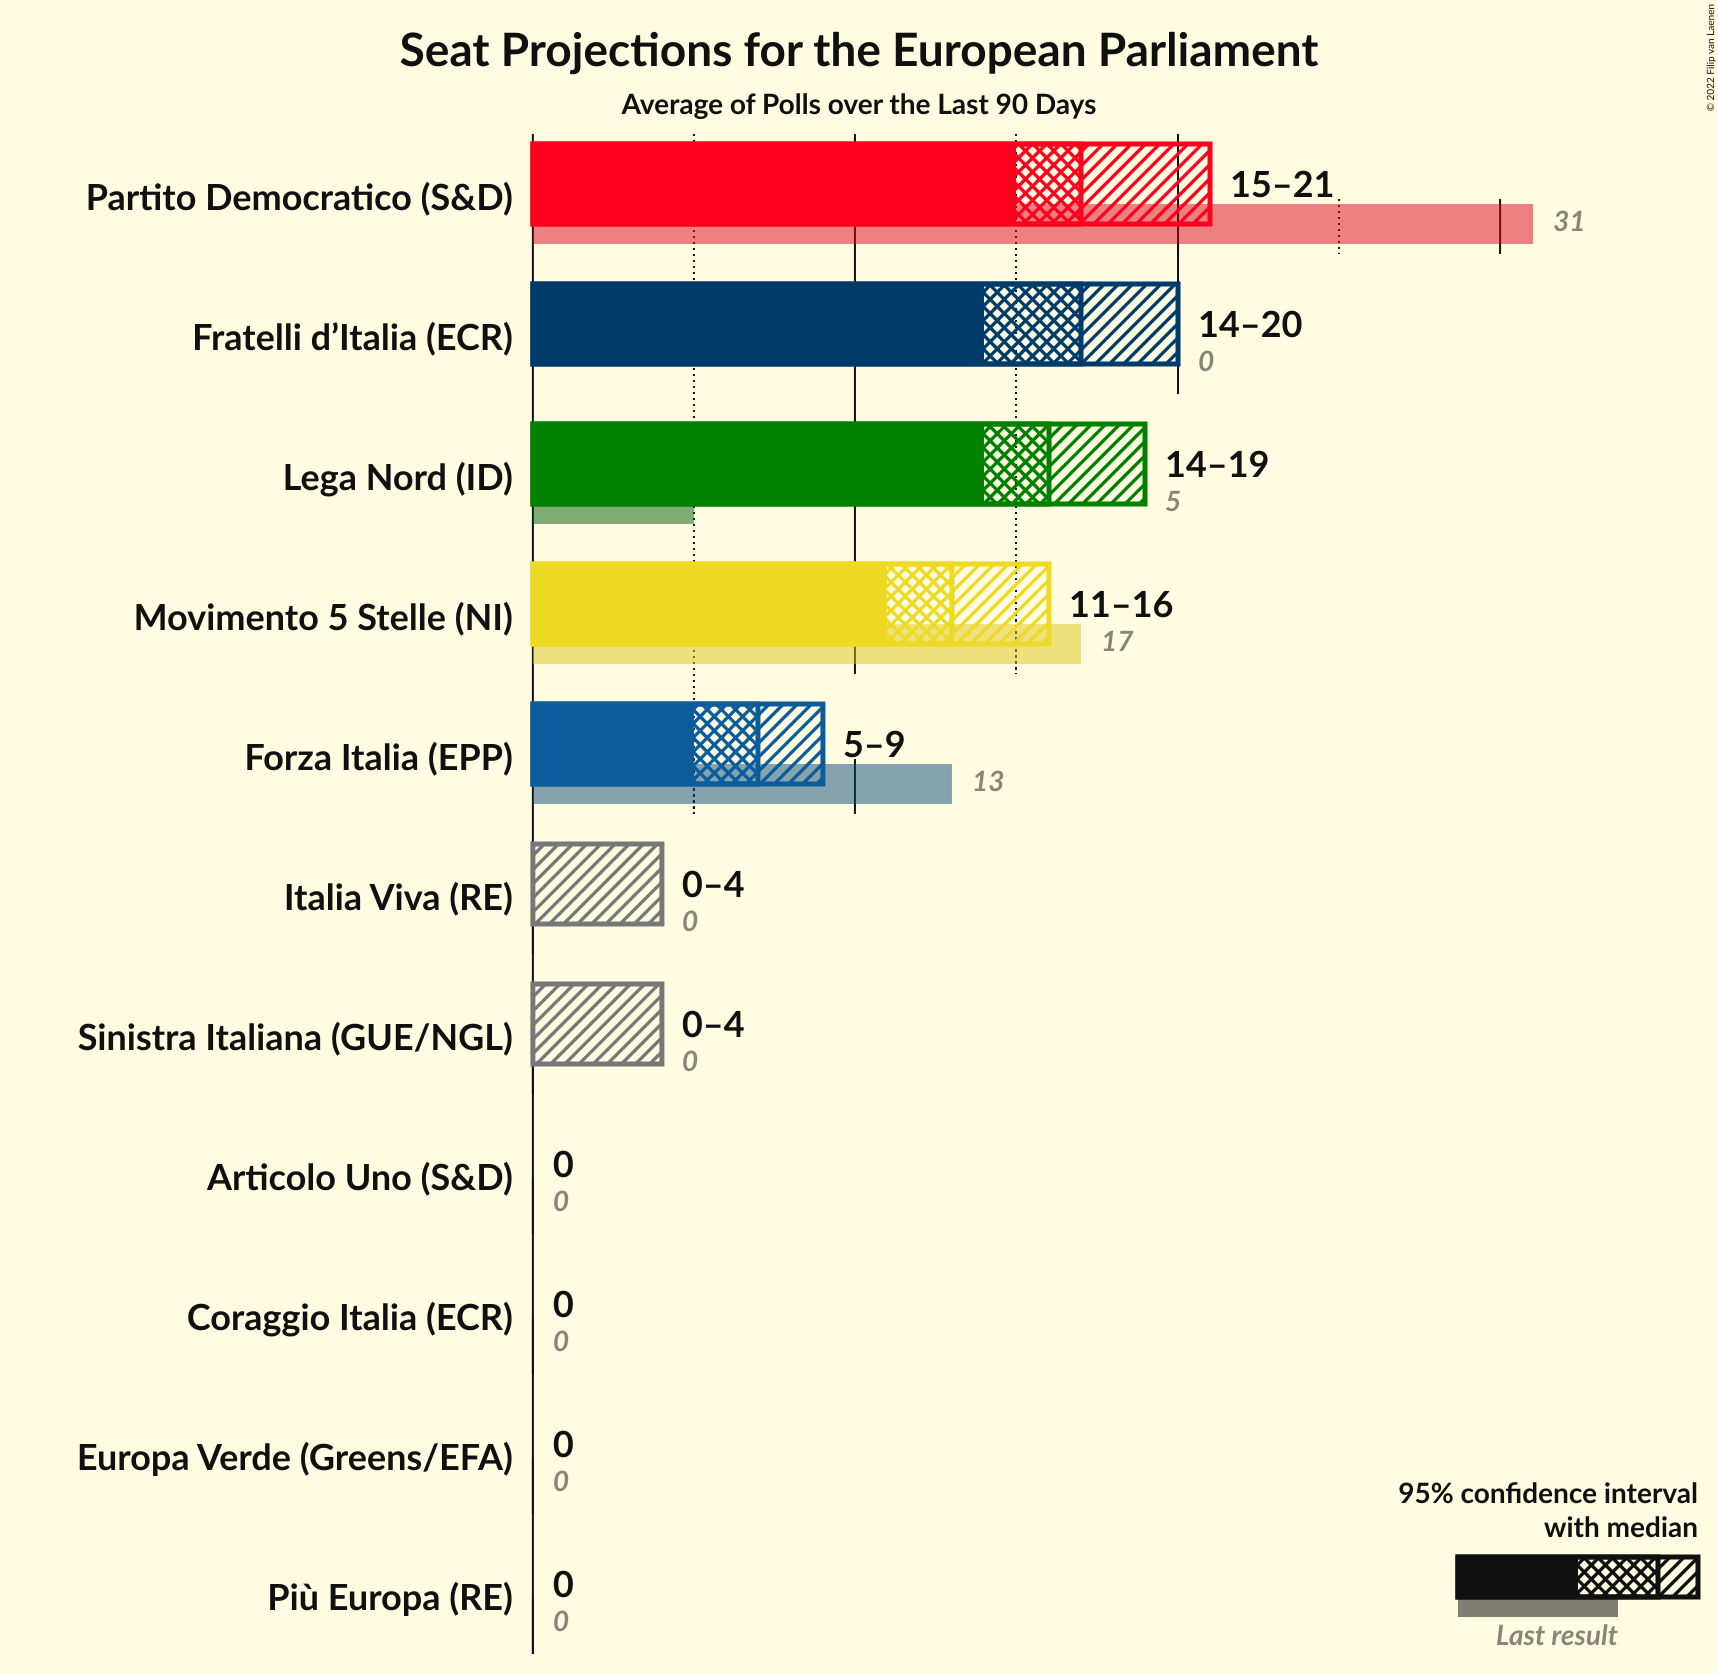 Seat Projections for the European Parliament
Average of Polls over the Last 90 Days
© 2022 Filip van Laenen
Partito Democratico (S&D)
15–21
31
Fratelli d’Italia (ECR)
14–20
0
Lega Nord (ID)
14–19
5
Movimento 5 Stelle (NI)
11–16
17
Forza Italia (EPP)
5–9
13
Italia Viva (RE)
0–4
0
Sinistra Italiana (GUE/NGL)
0–4
0
Articolo Uno (S&D)
0
0
Coraggio Italia (ECR)
0
0
Europa Verde (Greens/EFA)
0
0
Più Europa (RE)
0
0
95% confidence interval
with median
Last result